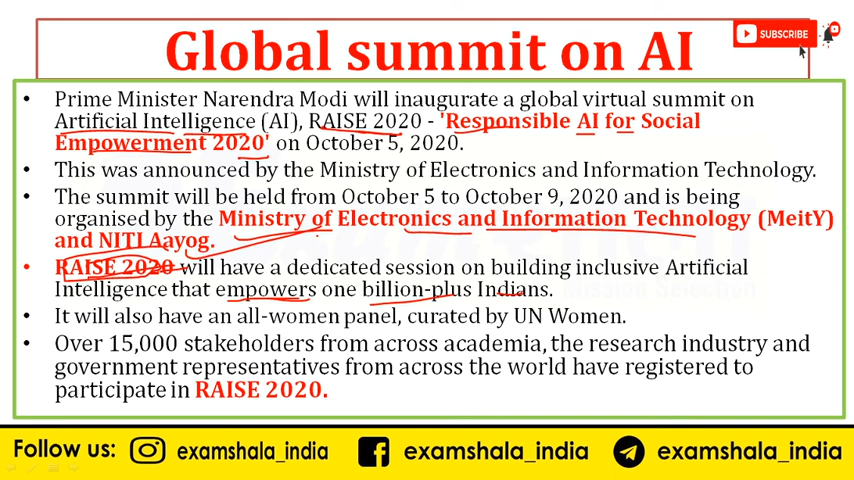 Global summit on AI
SUBSCRIBE
• Prime Minister Narendra Modi will inaugurate a global virtual summit on
Artificial Intelligence (AI), RAISE 2020 - 'Responsible AI for Social
Empowerment 2020' on October 5, 2020.
• This was announced by the Ministry of Electronics and Information Technology.
• The summit will be held from October 5 to October 9, 2020 and is being
organised by the Ministry of Electronics and Information Technology (MeitY)
and NITI Aayog.
• RAISE 2020 will have a dedicated session on building inclusive Artificial
Intelligence that empowers one billion-plus Indians.
• It will also have an all-women panel, curated by UN Women.
• Over 15,000 stakeholders from across academia, the research industry and
government representatives from across the world have registered to
participate in RAISE 2020.
Mission Selection
Follow us: examshala_india examshala_india examshala_india